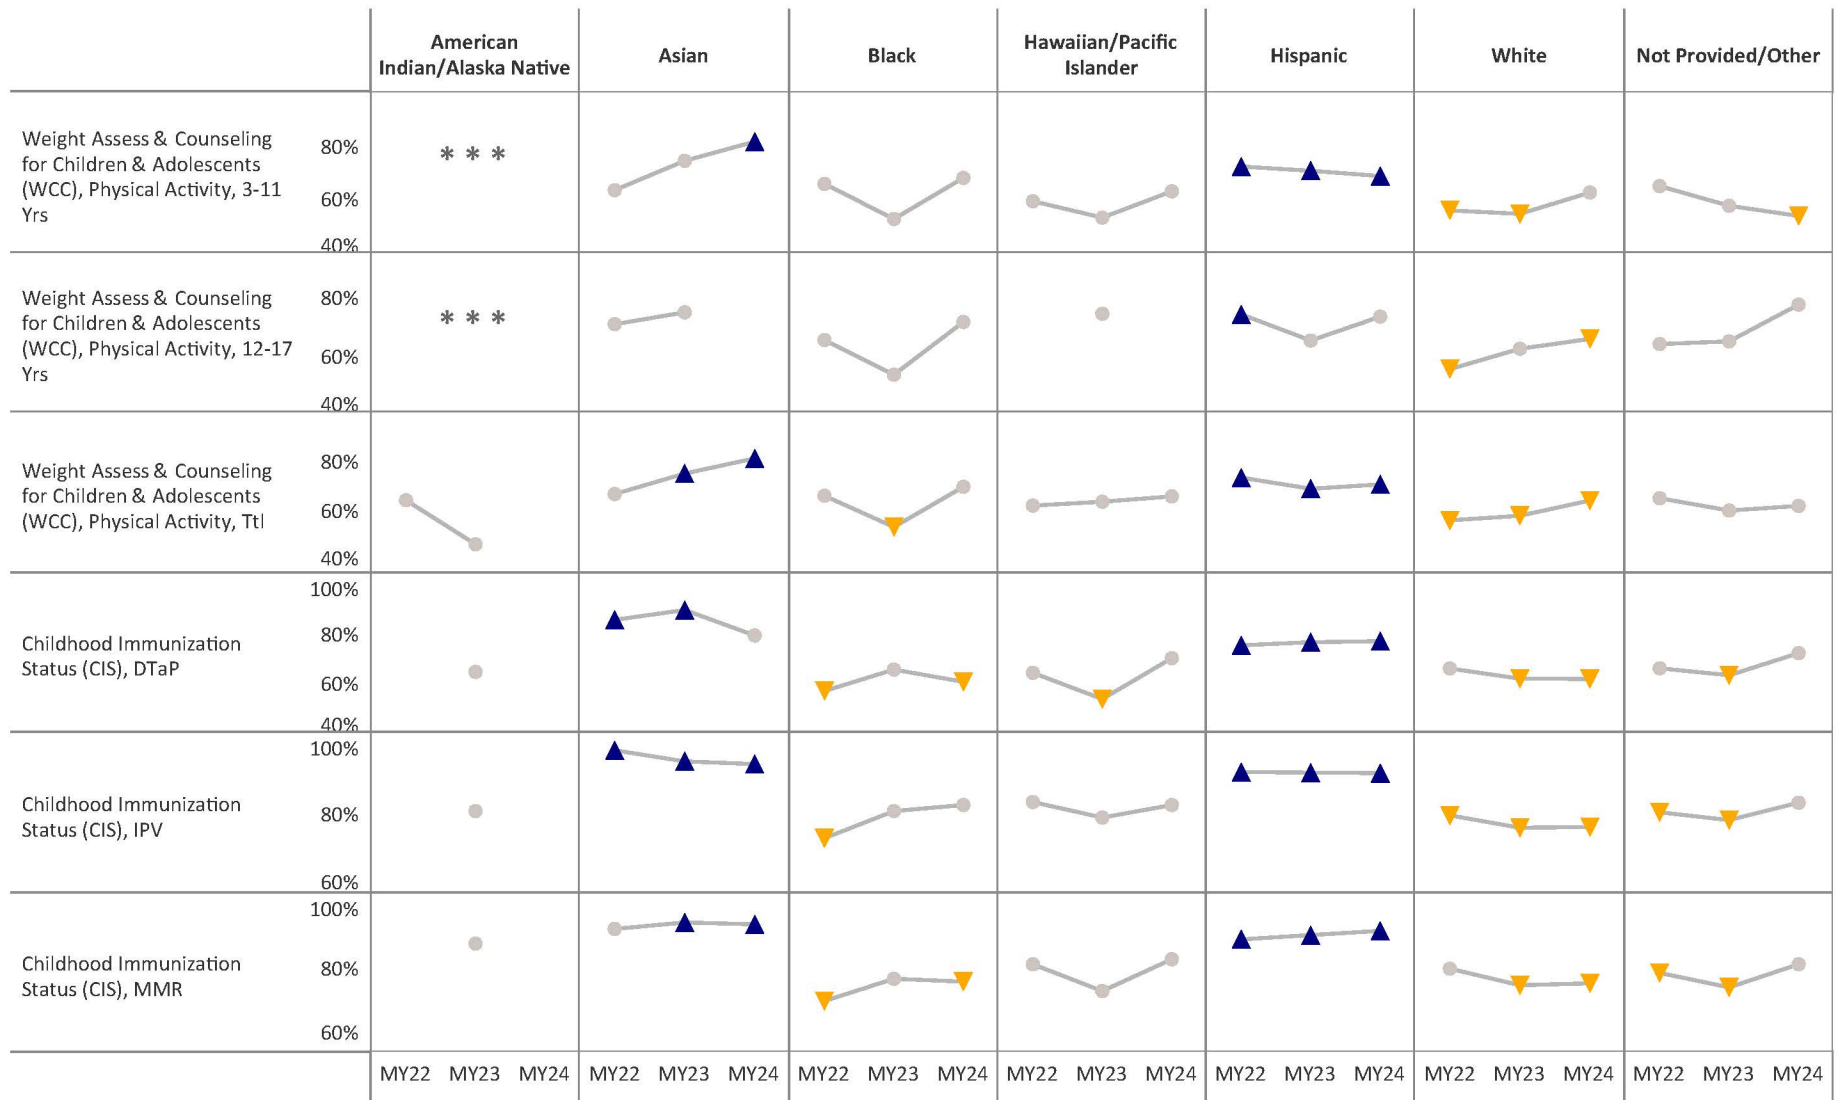 American
Indian/Alaska Native
Asian
Black
Hawaiian/Pacific
Islander
Hispanic
White
Not Provided/Other
Weight Assess & Counseling
for Children & Adolescents
(WCC), Physical Activity, 3-11
Yrs
80%
60%
40%
* * *
Weight Assess & Counseling
for Children & Adolescents
(WCC), Physical Activity, 12-17
Yrs
80%
60%
40%
* * *
Weight Assess & Counseling
for Children & Adolescents
(WCC), Physical Activity, Ttl
80%
60%
40%
Childhood Immunization
Status (CIS), DTaP
100%
80%
60%
40%
Childhood Immunization
Status (CIS), IPV
100%
80%
60%
Childhood Immunization
Status (CIS), MMR
100%
80%
60%
MY22 MY23 MY24 MY22 MY23 MY24 MY22 MY23 MY24 MY22 MY23 MY24 MY22 MY23 MY24 MY22 MY23 MY24 MY22 MY23 MY24